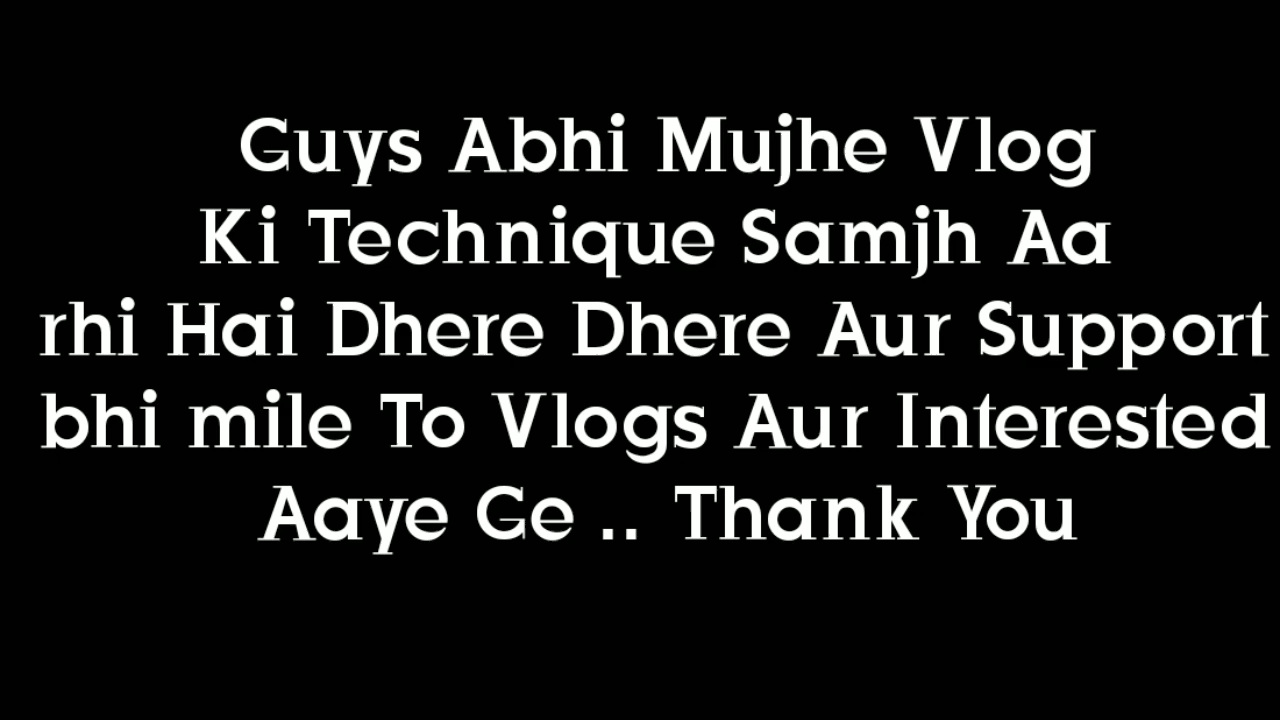 Guys Abhi Mujhe Vlog
Ki Technique Samjh Aa
rhi Hai Dhere Dhere Aur Support
bhi mile To Vlogs Aur Interested
Aaye Ge .. Thank You